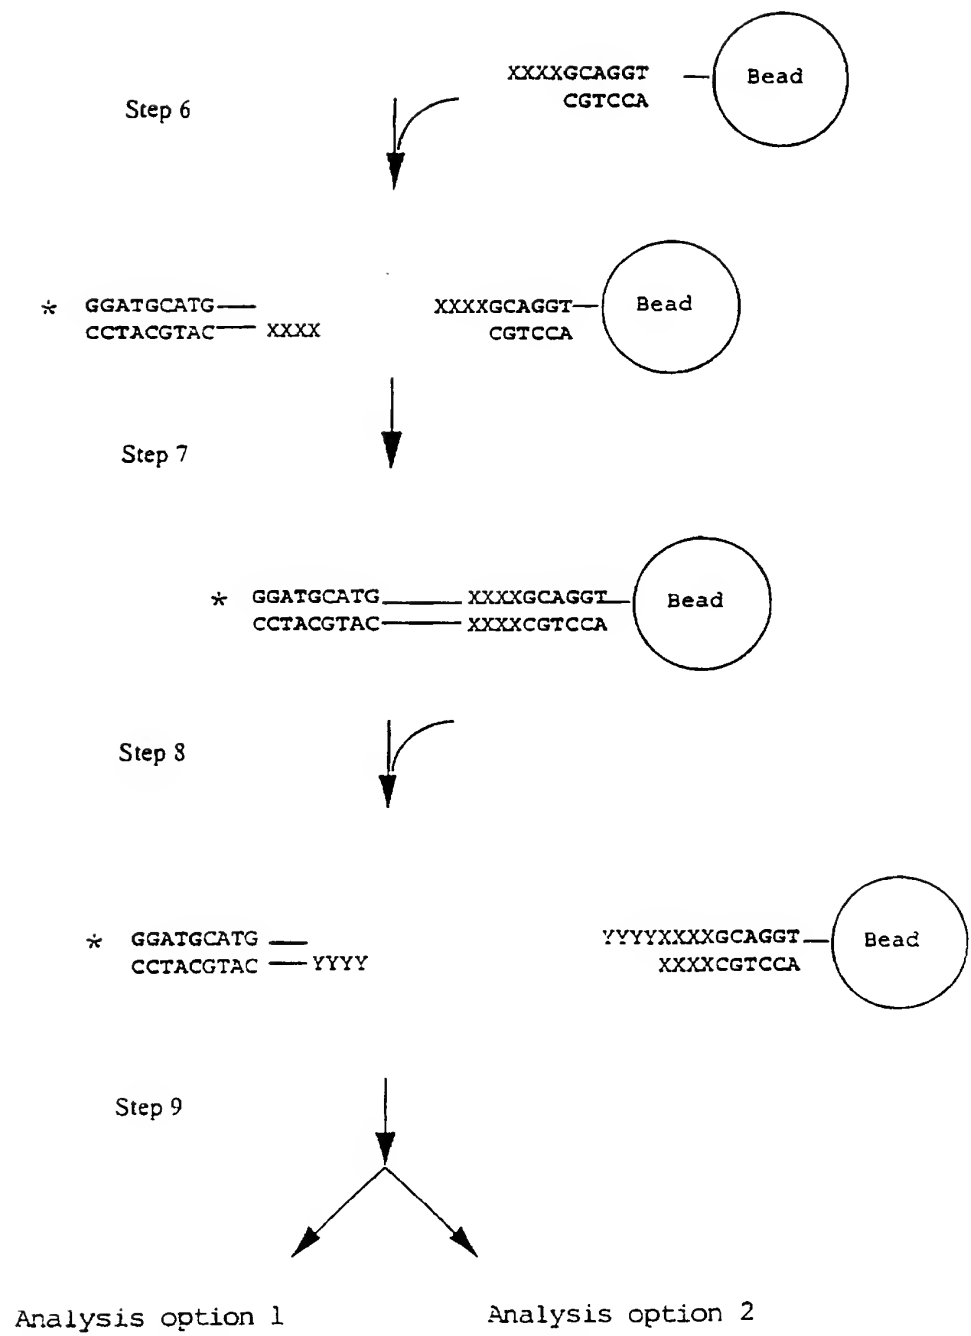 XXXXGCAGGT — Bead
Step 6
CGTCCA
* GGATGCATG XXXXGCAGGT Bead
CCTACGTAC XXXX CGTCCA
Step 7
* GGATGCATG XXXXGCAGGT Bead
CCTACGTAC XXXXCGTCCA
Step 8
* GGATGCATG YYYYXXXXGCAGGT Bead
CCTACGTAC YYYY XXXXCGTCCA
Step 9
Analysis option 1 Analysis option 2